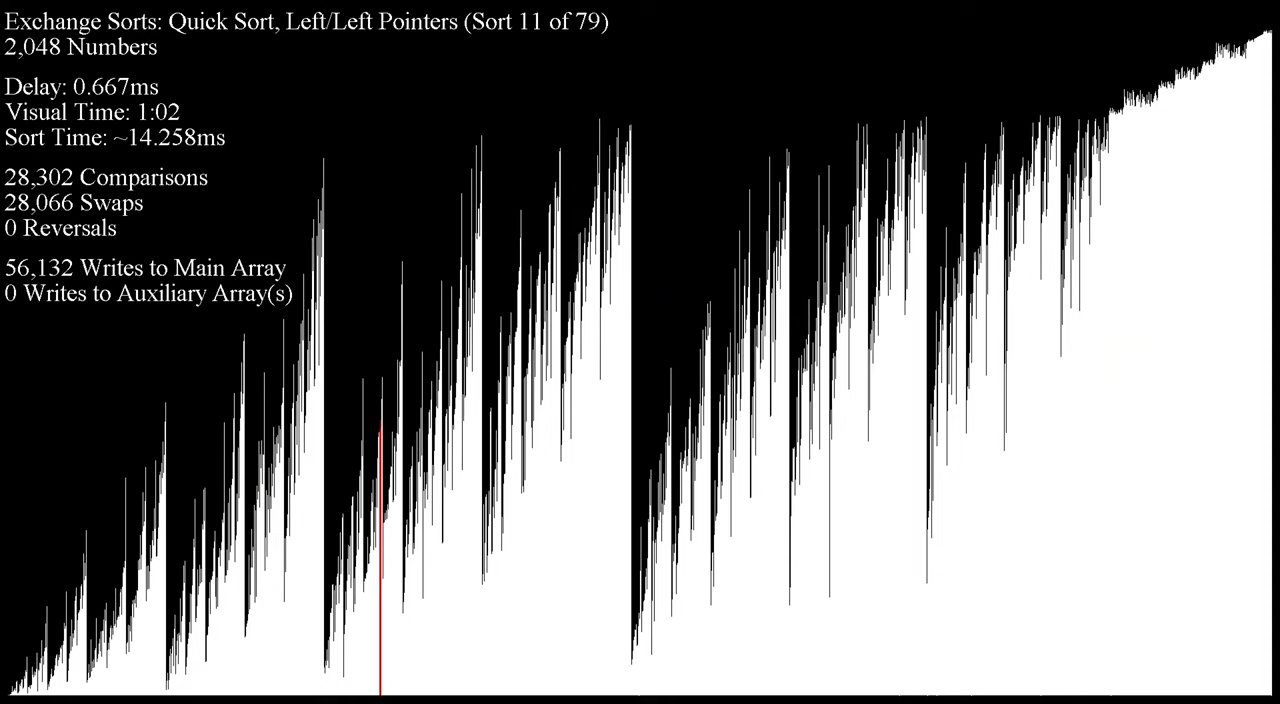 Exchange Sorts: Quick Sort, Left/Left Pointers (Sort 11 of 79)
2,048 Numbers
Delay: 0.667ms
Visual Time: 1:02
Sort Time: ~14.258ms
28,302 Comparisons
28,066 Swaps
0 Reversals
56,132 Writes to Main Array
0 Writes to Auxiliary Array(s)